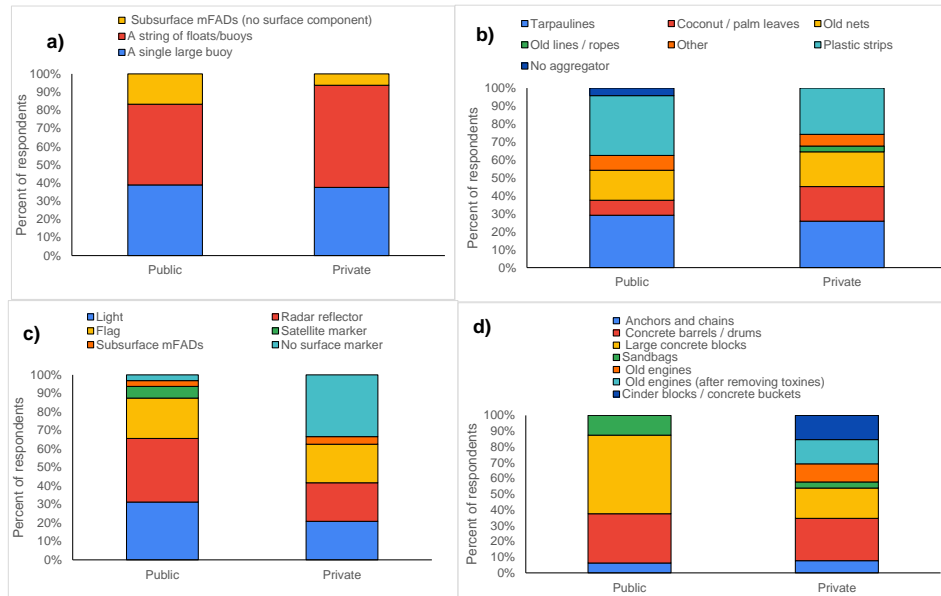 a)
Subsurface mFADs (no surface component)
A string of floats/buoys
A single large buoy
Percent of respondents
100%
90%
80%
70%
60%
50%
40%
30%
20%
10%
0%
Public Private
b)
Tarpaulines Coconut / palm leaves Old nets
Old lines / ropes Other Plastic strips
No aggregator
Percent of respondents
100%
90%
80%
70%
60%
50%
40%
30%
20%
10%
0%
Public Private
c)
Light Radar reflector
Flag Satellite marker
Subsurface mFADs No surface marker
Percent of respondents
100%
90%
80%
70%
60%
50%
40%
30%
20%
10%
0%
Public Private
d)
Anchors and chains
Concrete barrels / drums
Large concrete blocks
Sandbags
Old engines
Old engines (after removing toxines)
Cinder blocks / concrete buckets
Percent of respondents
100%
90%
80%
70%
60%
50%
40%
30%
20%
10%
0%
Public Private